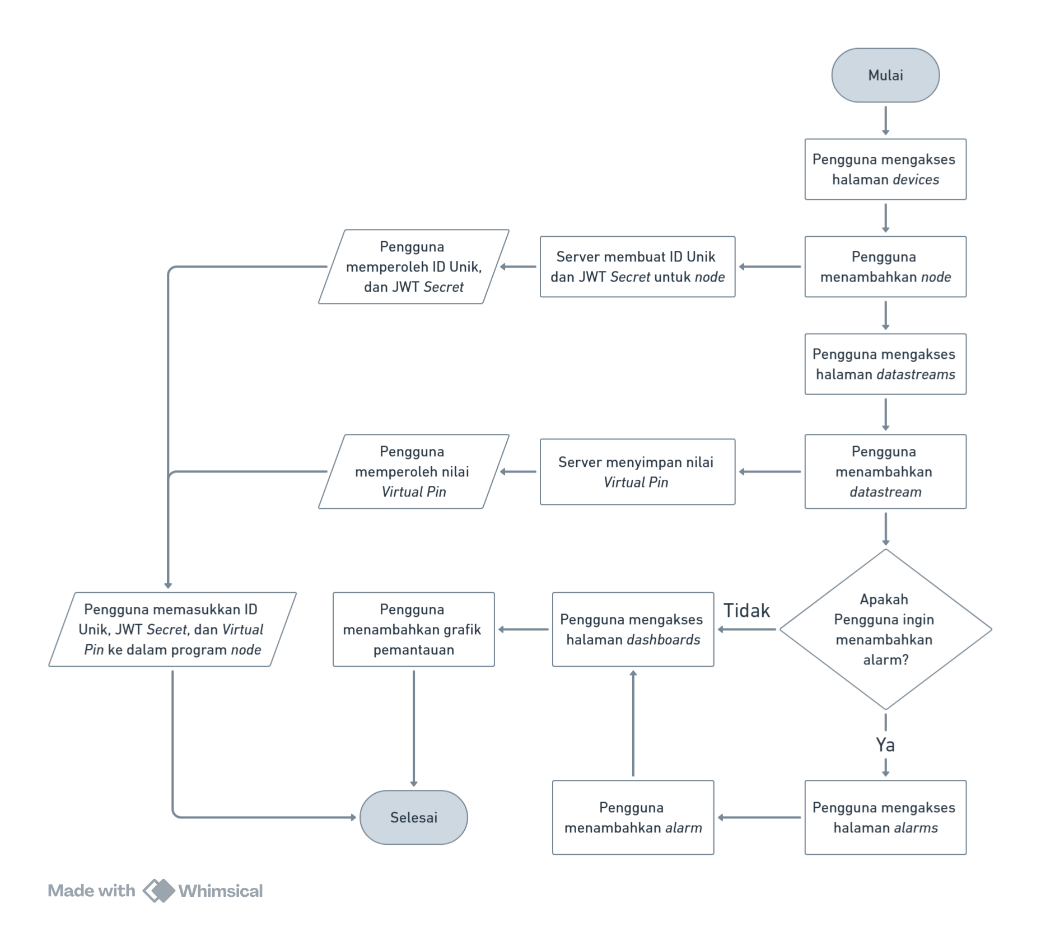 Mulai
Pengguna mengakses
halaman devices
Pengguna
memperoleh ID Unik,
dan JWT Secret
Server membuat ID Unik
dan JWT Secret untuk node
Pengguna
menambahkan node
Pengguna mengakses
halaman datastreams
Pengguna
memperoleh nilai
Virtual Pin
Server menyimpan nilai
Virtual Pin
Pengguna
menambahkan
datastream
Pengguna memasukkan ID
Unik, JWT Secret, dan Virtual
Pin ke dalam program node
Pengguna
menambahkan grafik
pemantauan
Pengguna mengakses
halaman dashboards
Tidak
Apakah
Pengguna ingin
menambahkan
alarm?
Ya
Selesai
Pengguna
menambahkan alarm
Pengguna mengakses
halaman alarms
Made with Whimsical